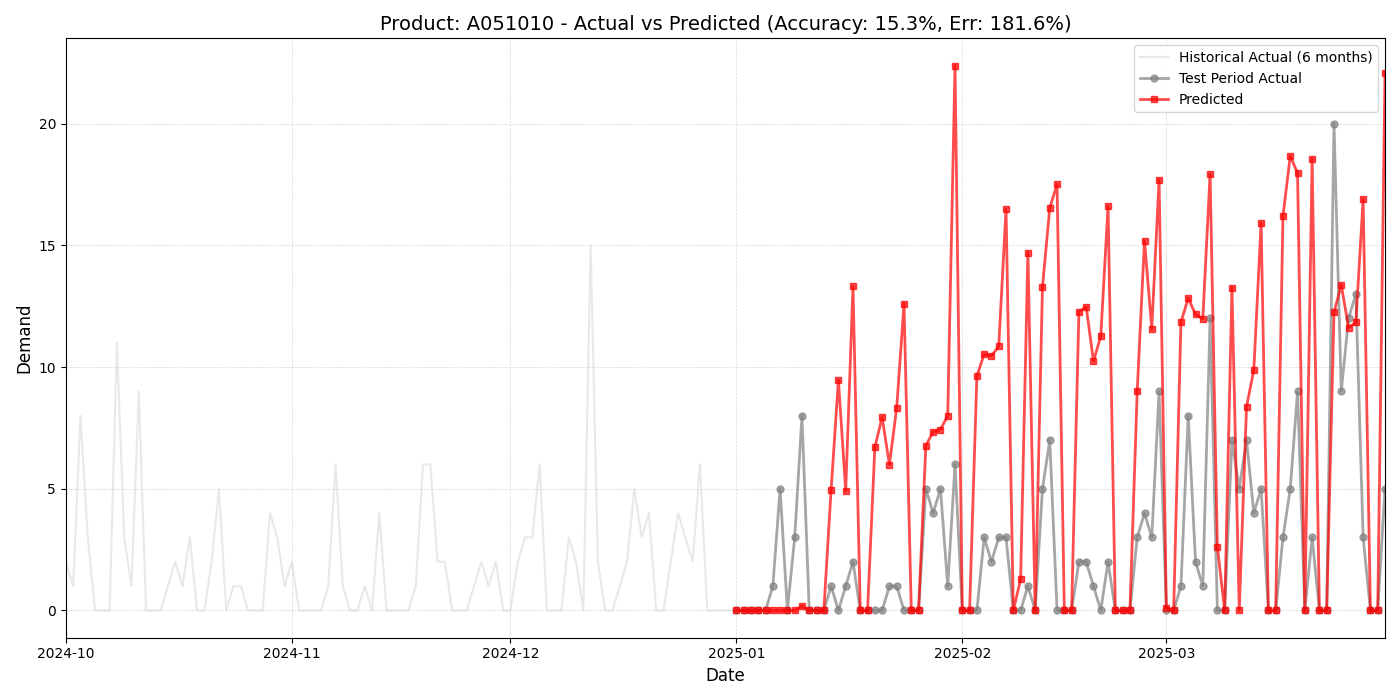 Product: A051010 - Actual vs Predicted (Accuracy: 15.3%, Err: 181.6%)
Historical Actual (6 months)
Test Period Actual
Predicted
Demand
20
15
10
5
0
2024-10
2024-11
2024-12
2025-01
2025-02
2025-03
Date